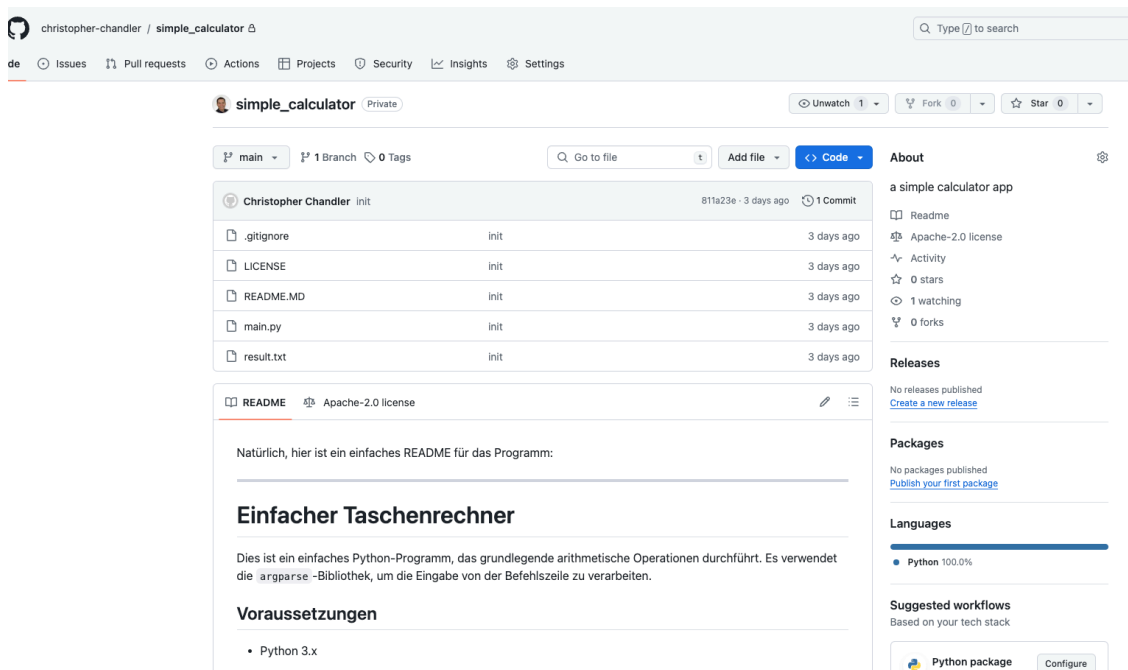 christopher-chandler / simple_calculator
Type / to search
de Issues Pull requests Actions Projects Security Insights Settings
simple_calculator Private
Unwatch 1 Fork 0 Star 0
main 1 Branch 0 Tags
Go to file t Add file <> Code
Christopher Chandler init 811a23e · 3 days ago 1 Commit
.gitignore init 3 days ago
LICENSE init 3 days ago
README.MD init 3 days ago
main.py init 3 days ago
result.txt init 3 days ago
README Apache-2.0 license
Natürlich, hier ist ein einfaches README für das Programm:
Einfacher Taschenrechner
Dies ist ein einfaches Python-Programm, das grundlegende arithmetische Operationen durchführt. Es verwendet
die argparse -Bibliothek, um die Eingabe von der Befehlszeile zu verarbeiten.
Voraussetzungen
• Python 3.x
About
a simple calculator app
Readme
Apache-2.0 license
Activity
0 stars
1 watching
0 forks
Releases
No releases published
Create a new release
Packages
No packages published
Publish your first package
Languages
Python 100.0%
Suggested workflows
Based on your tech stack
Python package Configure